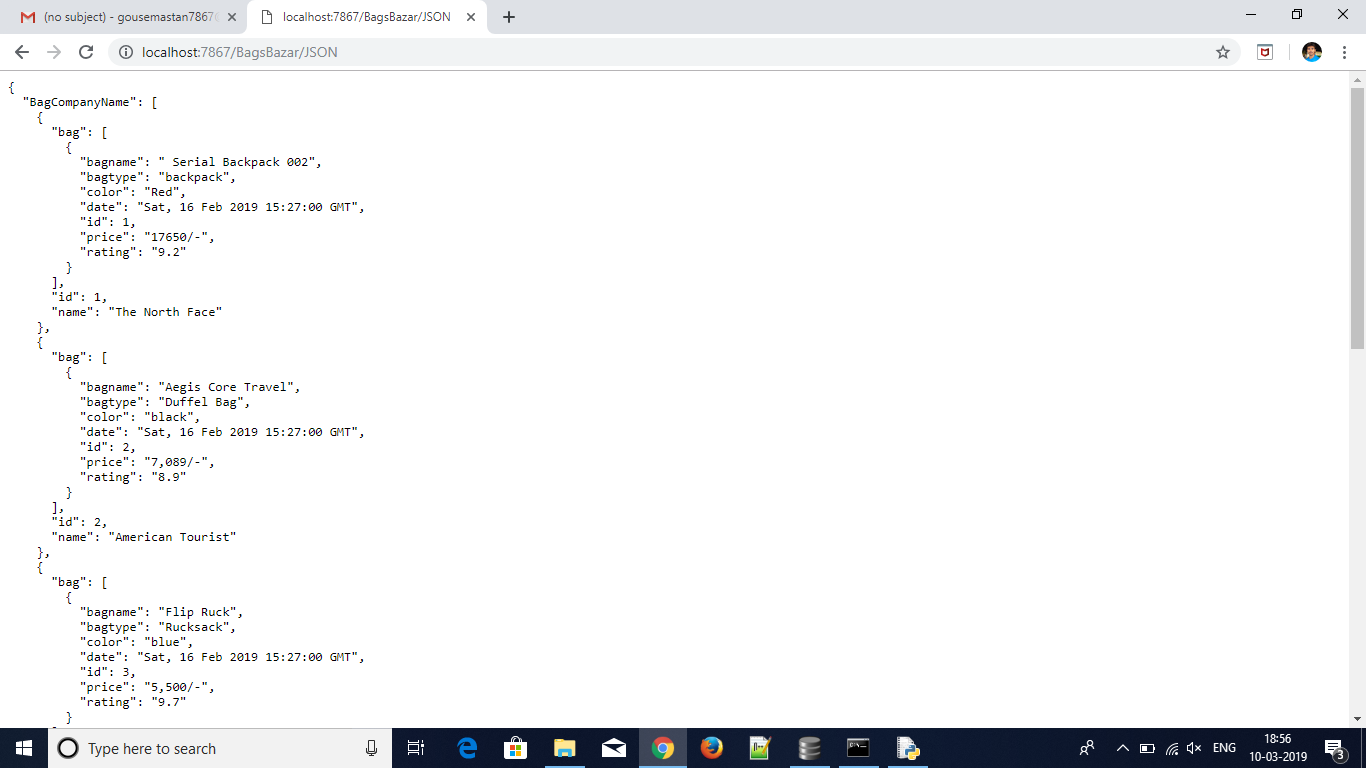 (no subject) - gousemastan7867
localhost:7867/BagsBazar/JSON
localhost:7867/BagsBazar/JSON
{
  "BagCompanyName": [
    {
      "bag": [
        {
          "bagname": " Serial Backpack 002",
          "bagtype": "backpack",
          "color": "Red",
          "date": "Sat, 16 Feb 2019 15:27:00 GMT",
          "id": 1,
          "price": "17650/-",
          "rating": "9.2"
        }
      ],
      "id": 1,
      "name": "The North Face"
    },
    {
      "bag": [
        {
          "bagname": "Aegis Core Travel",
          "bagtype": "Duffel Bag",
          "color": "black",
          "date": "Sat, 16 Feb 2019 15:27:00 GMT",
          "id": 2,
          "price": "7,089/-",
          "rating": "8.9"
        }
      ],
      "id": 2,
      "name": "American Tourist"
    },
    {
      "bag": [
        {
          "bagname": "Flip Ruck",
          "bagtype": "Rucksack",
          "color": "blue",
          "date": "Sat, 16 Feb 2019 15:27:00 GMT",
          "id": 3,
          "price": "5,500/-",
          "rating": "9.7"
        }
Type here to search
ENG
18:56
10-03-2019
3